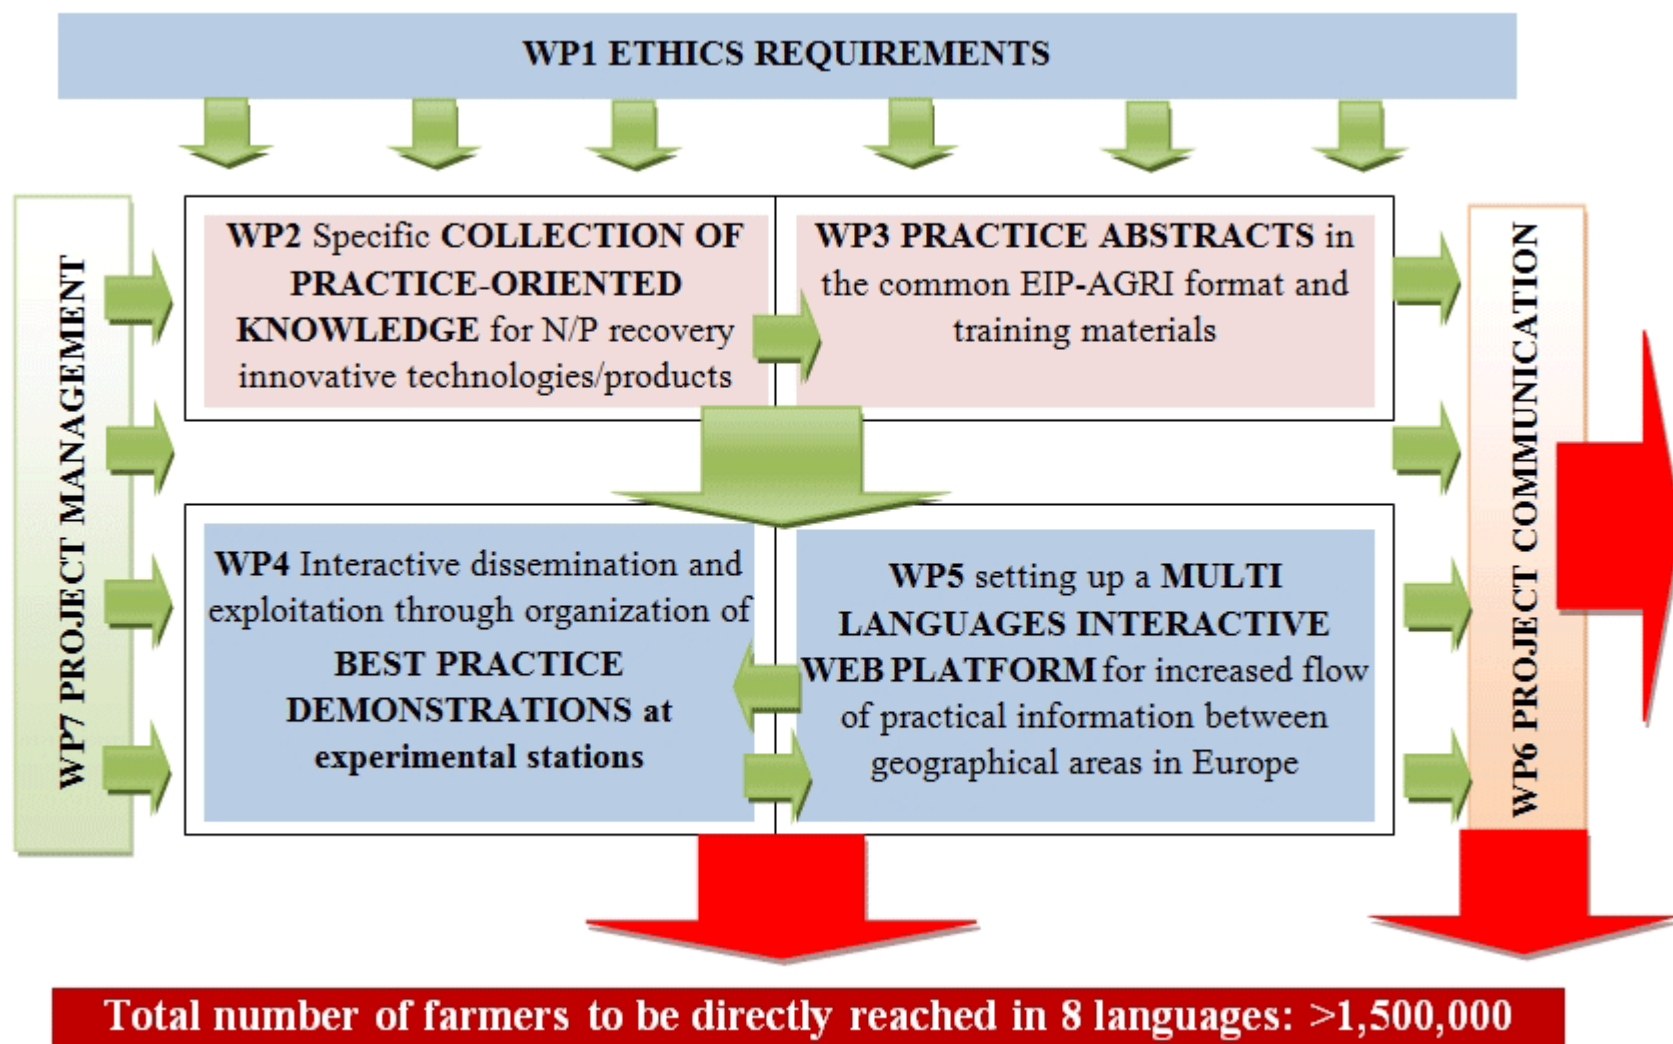 WP1 ETHICS REQUIREMENTS
WP7 PROJECT MANAGEMENT
WP2 Specific COLLECTION OF
PRACTICE-ORIENTED
KNOWLEDGE for N/P recovery
innovative technologies/products
WP3 PRACTICE ABSTRACTS in
the common EIP-AGRI format and
training materials
WP4 Interactive dissemination and
exploitation through organization of
BEST PRACTICE
DEMONSTRATIONS at
experimental stations
WP5 setting up a MULTI
LANGUAGES INTERACTIVE
WEB PLATFORM for increased flow
of practical information between
geographical areas in Europe
WP6 PROJECT COMMUNICATION
Total number of farmers to be directly reached in 8 languages: >1,500,000